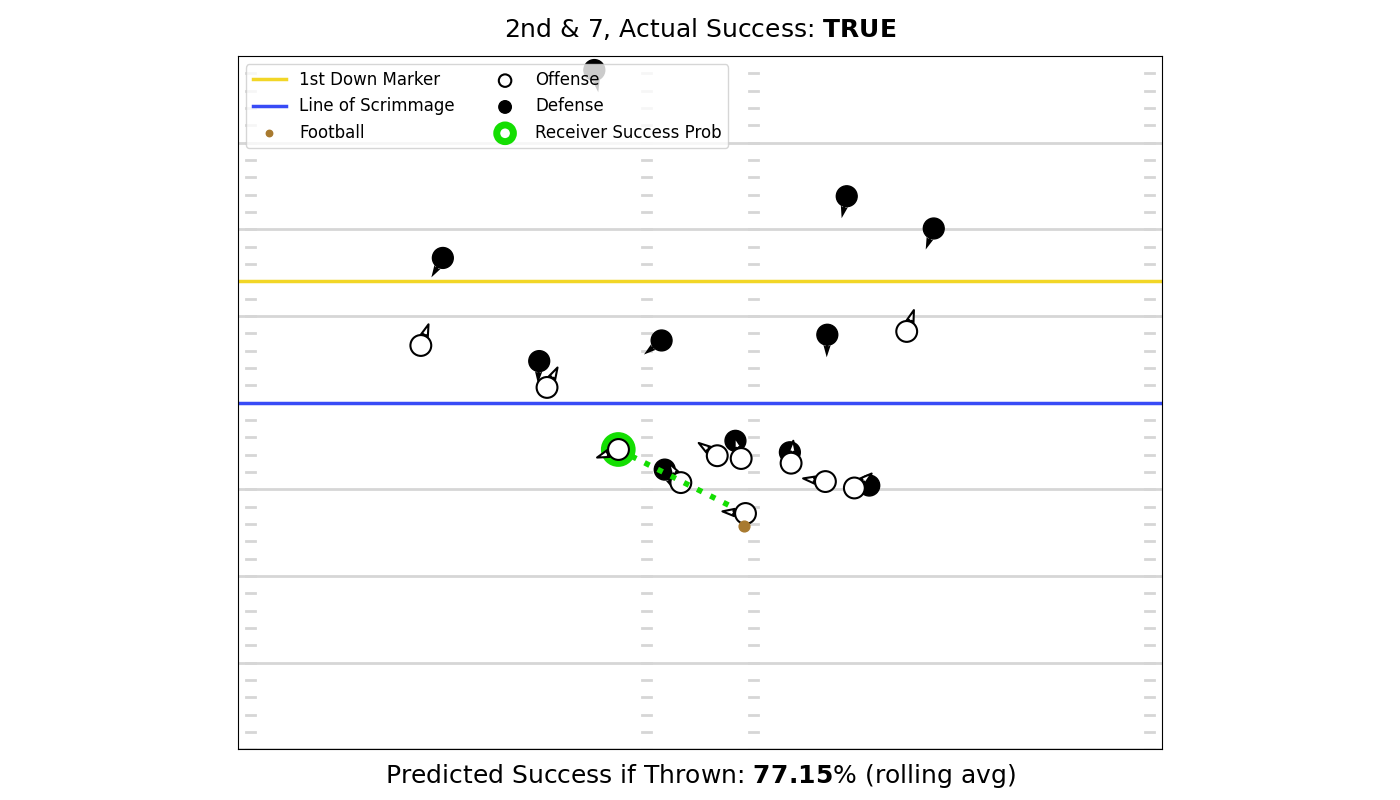 2nd & 7, Actual Success: TRUE
1st Down Marker
Line of Scrimmage
Football
Offense
Defense
Receiver Success Prob
Predicted Success if Thrown: 77.15% (rolling avg)